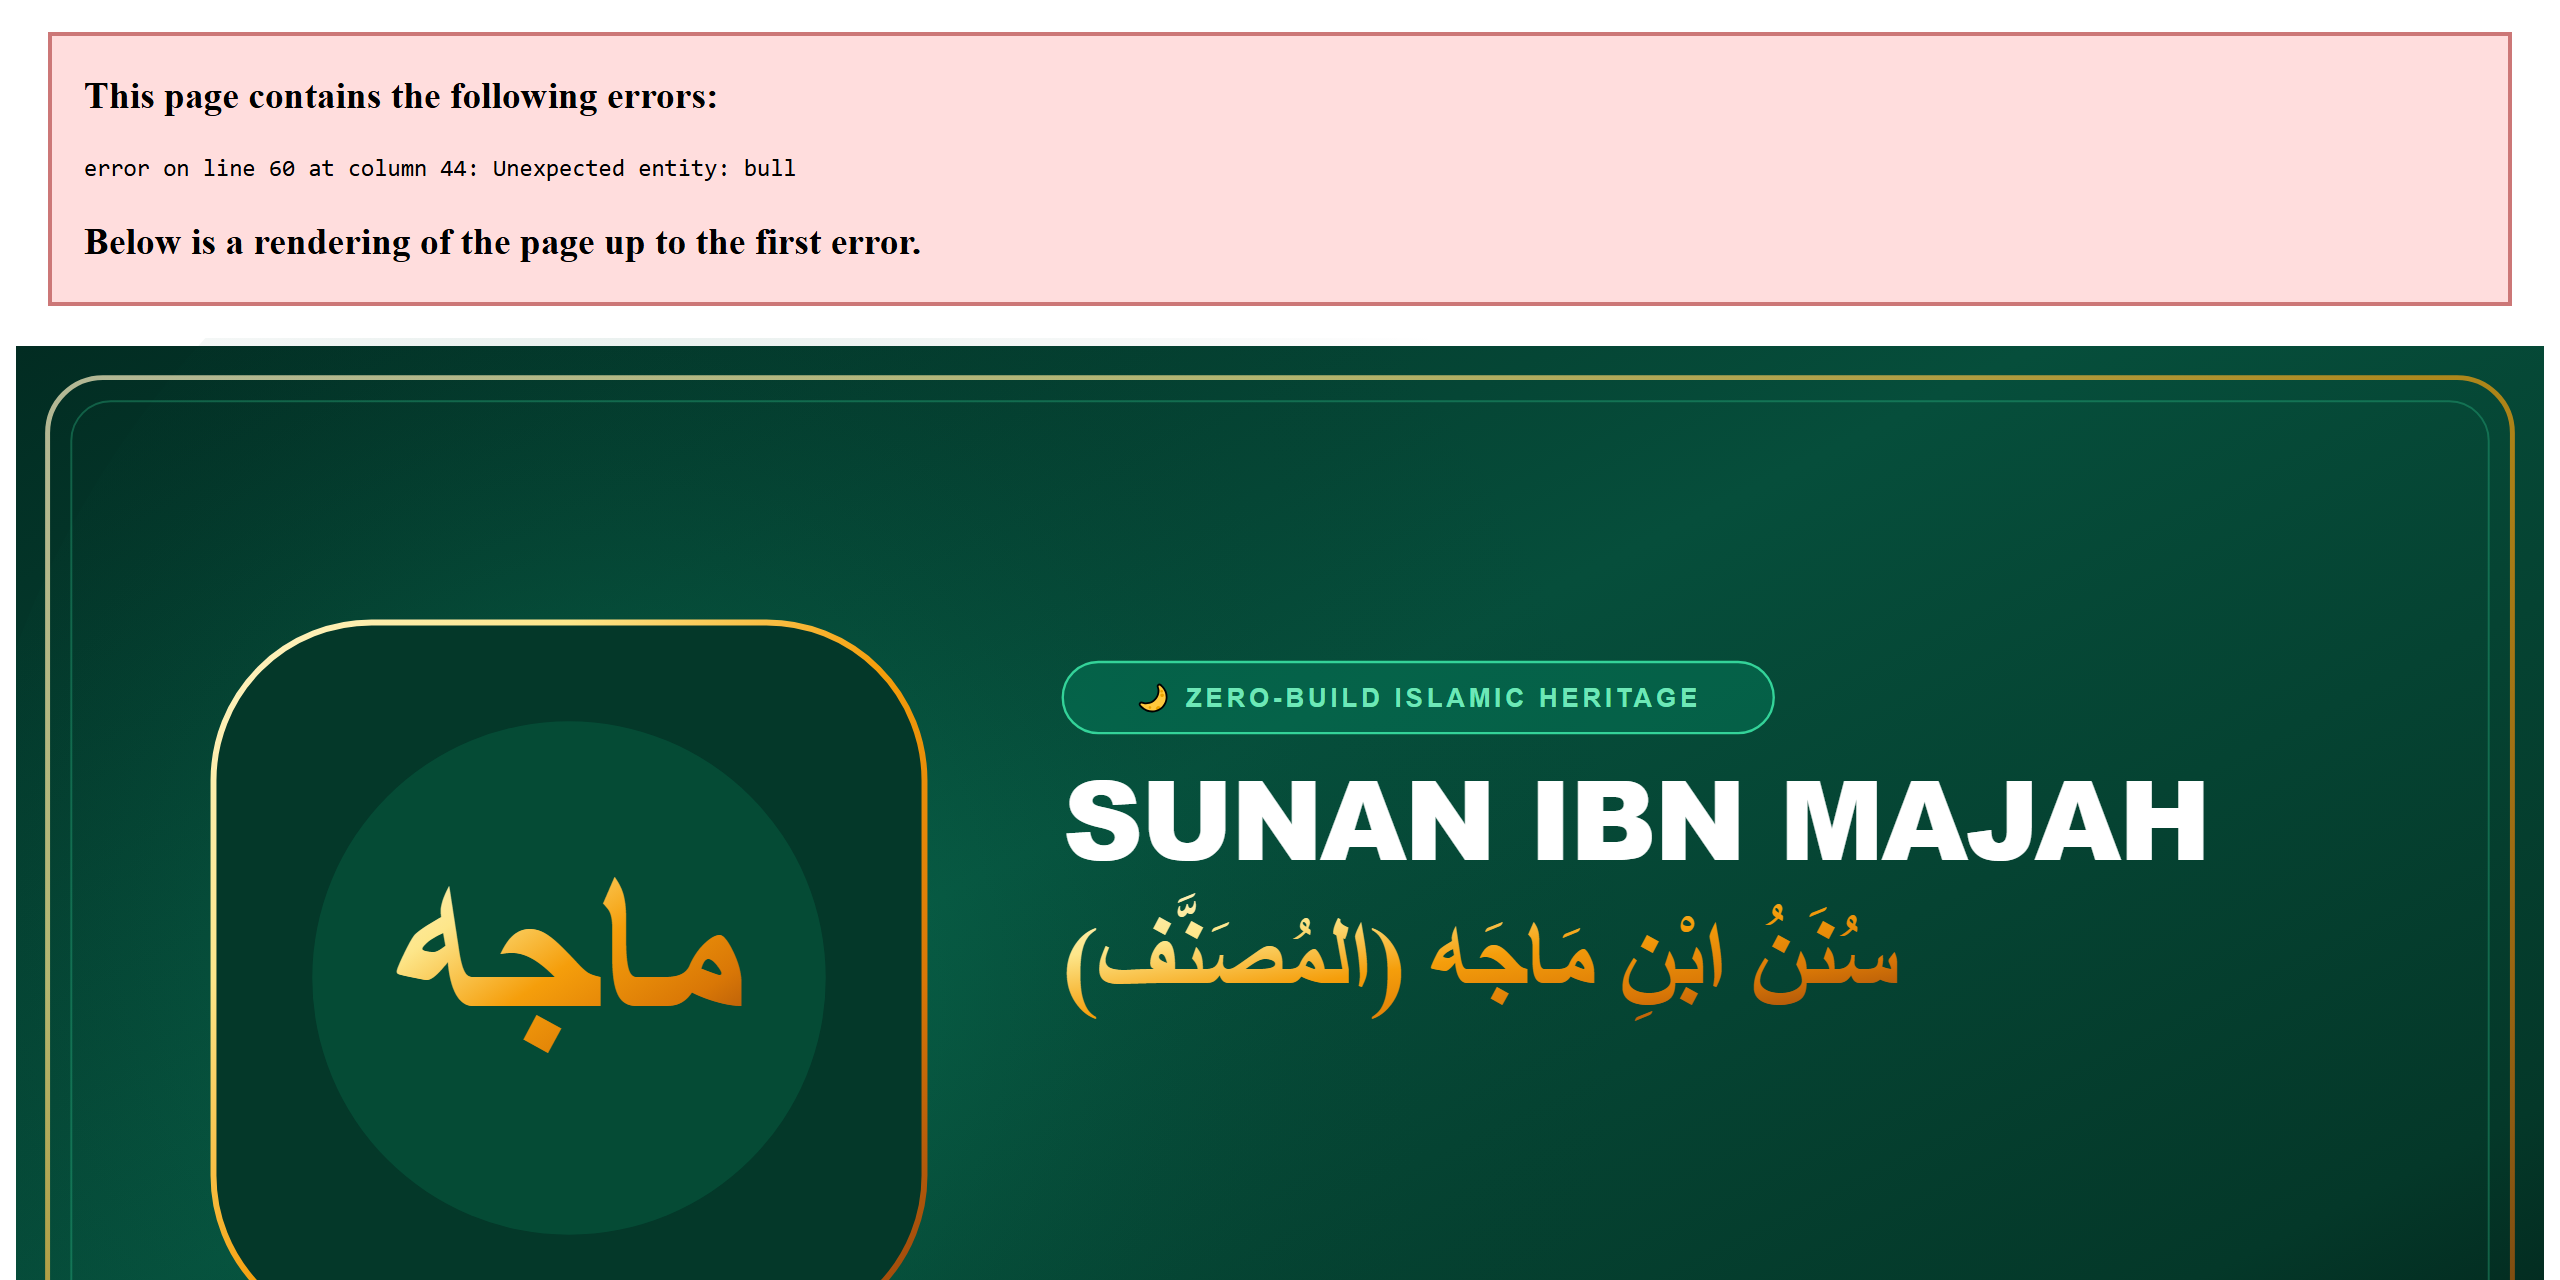 This page contains the following errors:
error on line 60 at column 44: Unexpected entity: bull
Below is a rendering of the page up to the first error.
🌙 ZERO-BUILD ISLAMIC HERITAGE
SUNAN IBN MAJAH
سُنَنُ ابْنِ مَاجَه (المُصَنَّف)
ماجه